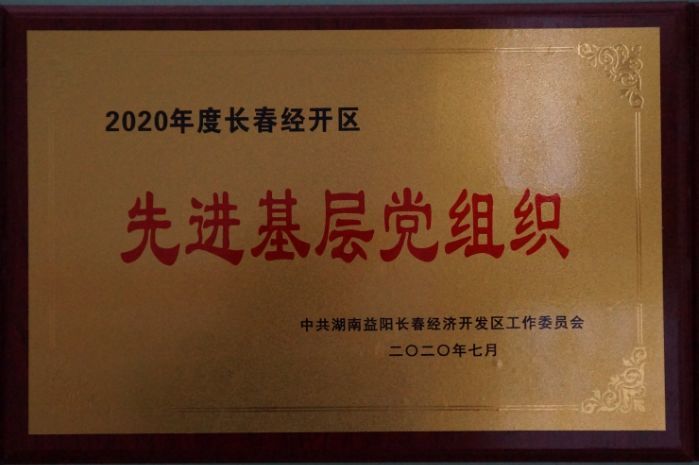 2020年度长春经开区
先进基层党组织
中共湖南益阳长春经济开发区工作委员会
二〇二〇年七月